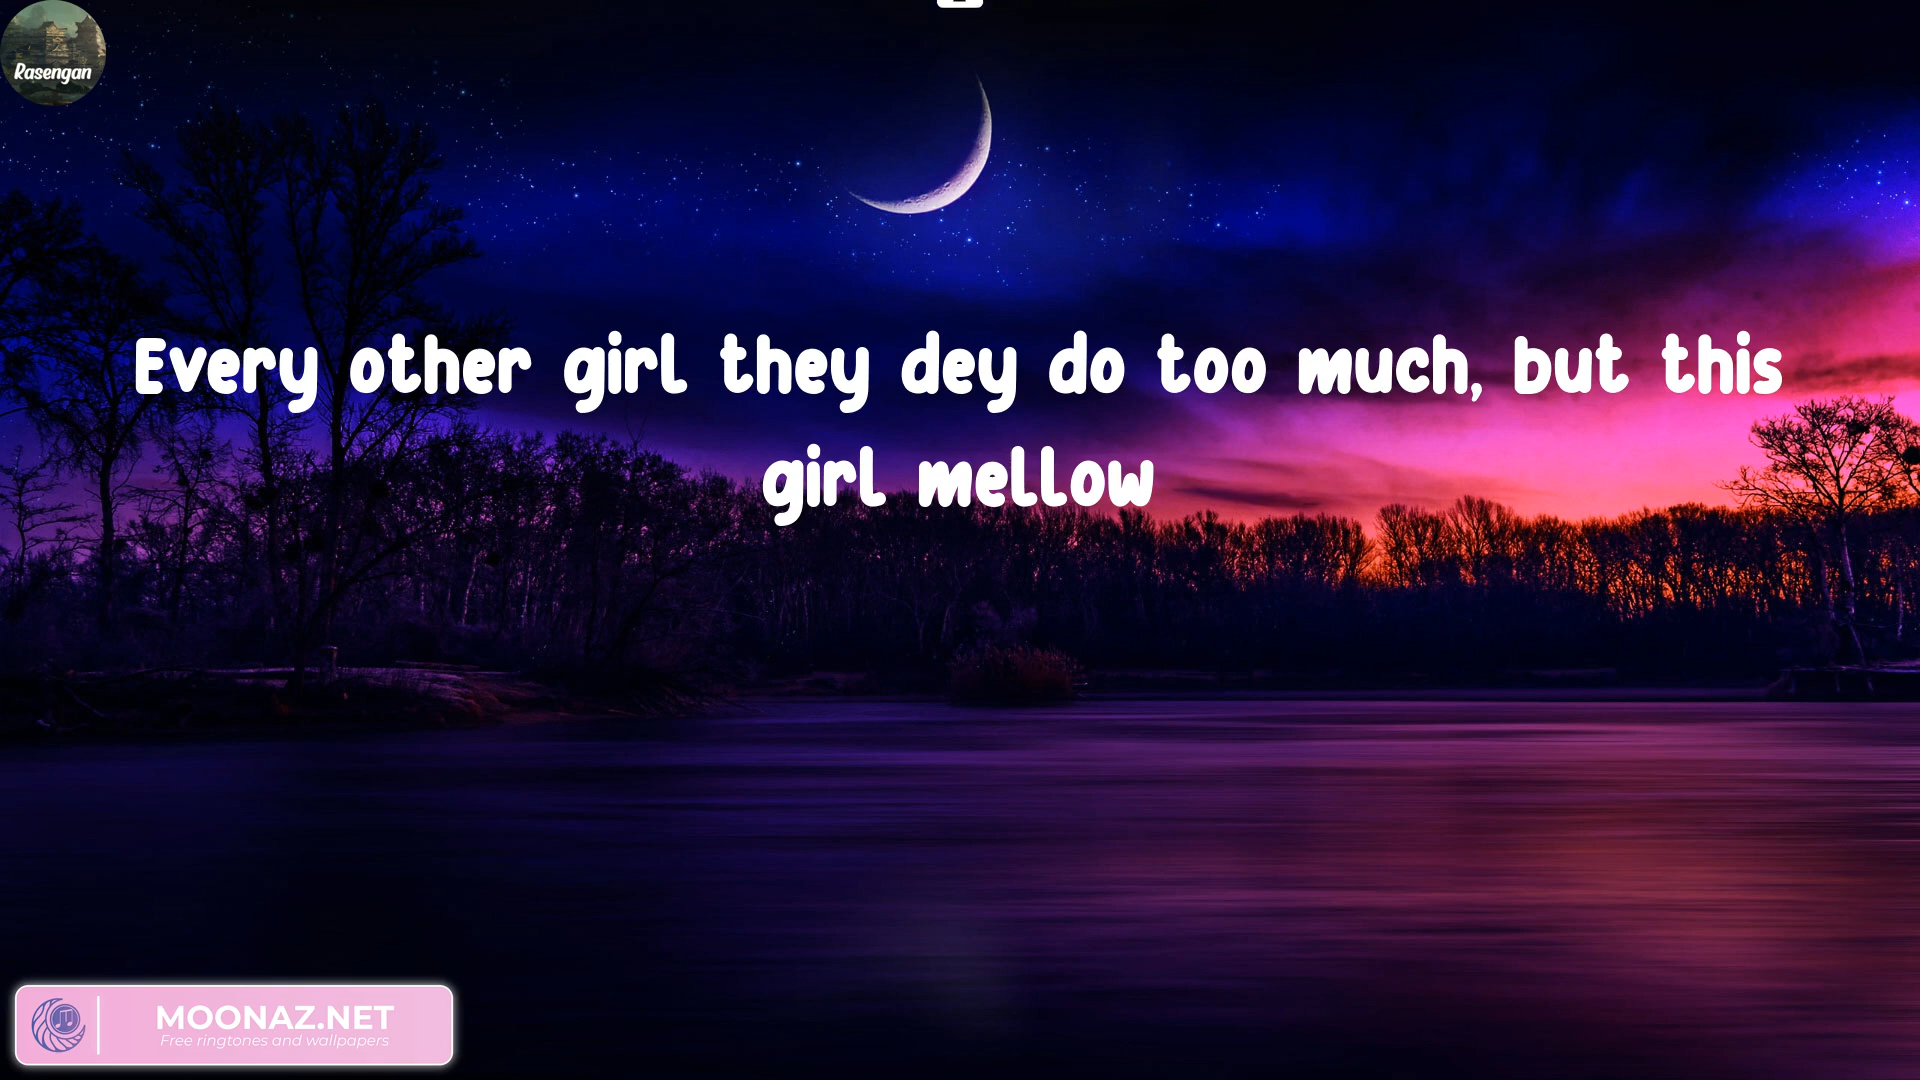 Rasengan
Every other girl they dey do too much, but this
girl mellow
MOONAZ.NET
Free ringtones and wallpapers